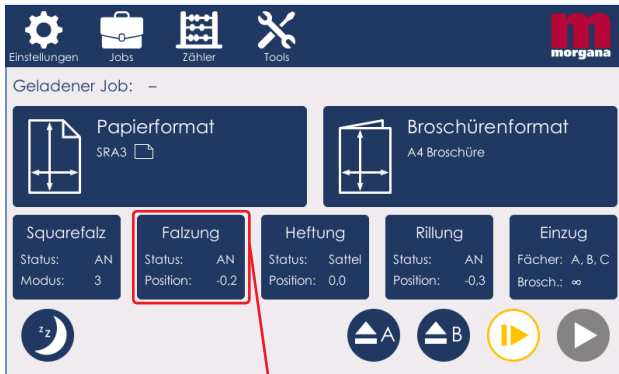 Einstellungen Jobs Zähler Tools
morgana
Geladener Job: –
Papierformat
SRA3
Broschürenformat
A4 Broschüre
Squarefalz
Status: AN
Modus: 3
Falzung
Status: AN
Position: -0,2
Heftung
Status: Sattel
Position: 0,0
Rillung
Status: AN
Position: -0,3
Einzug
Fächer: A, B, C
Brosch.: ∞
zZ
A
B